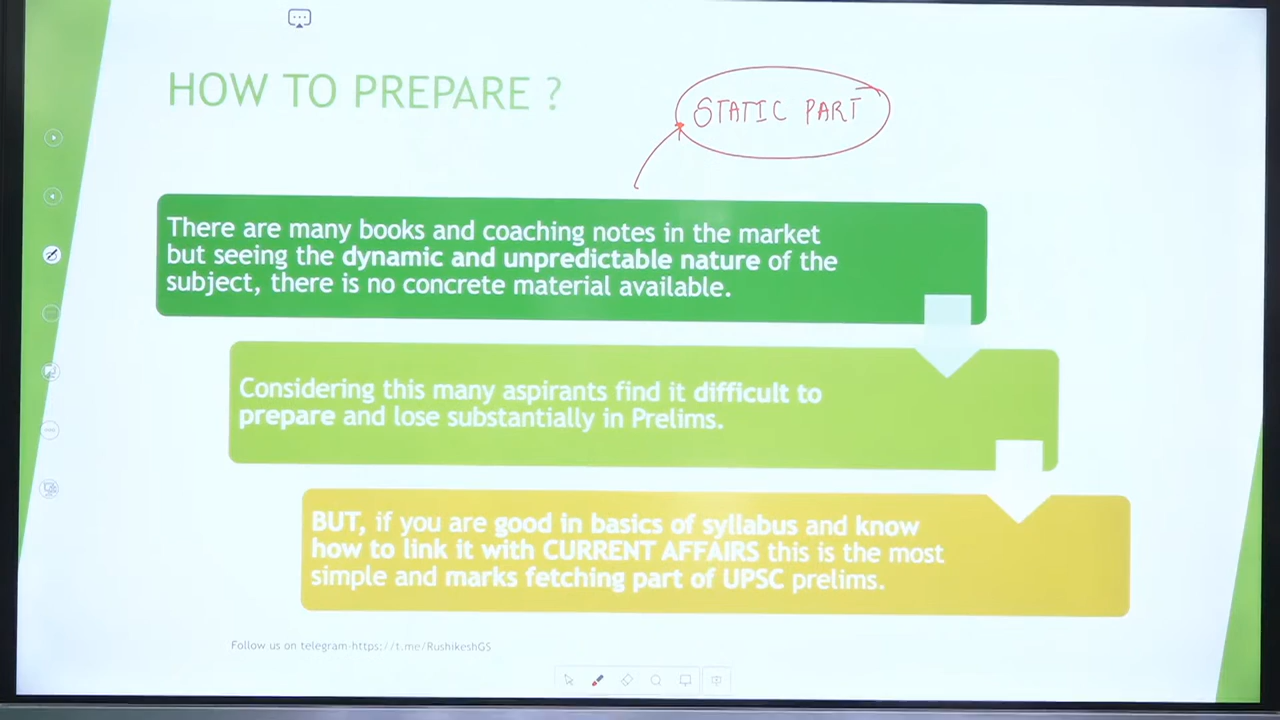 HOW TO PREPARE ?
STATIC PART
There are many books and coaching notes in the market
but seeing the dynamic and unpredictable nature of the
subject, there is no concrete material available.
Considering this many aspirants find it difficult to
prepare and lose substantially in Prelims.
BUT, if you are good in basics of syllabus and know
how to link it with CURRENT AFFAIRS this is the most
simple and marks fetching part of UPSC prelims.
Follow us on telegram-https://t.me/RushikeshGS